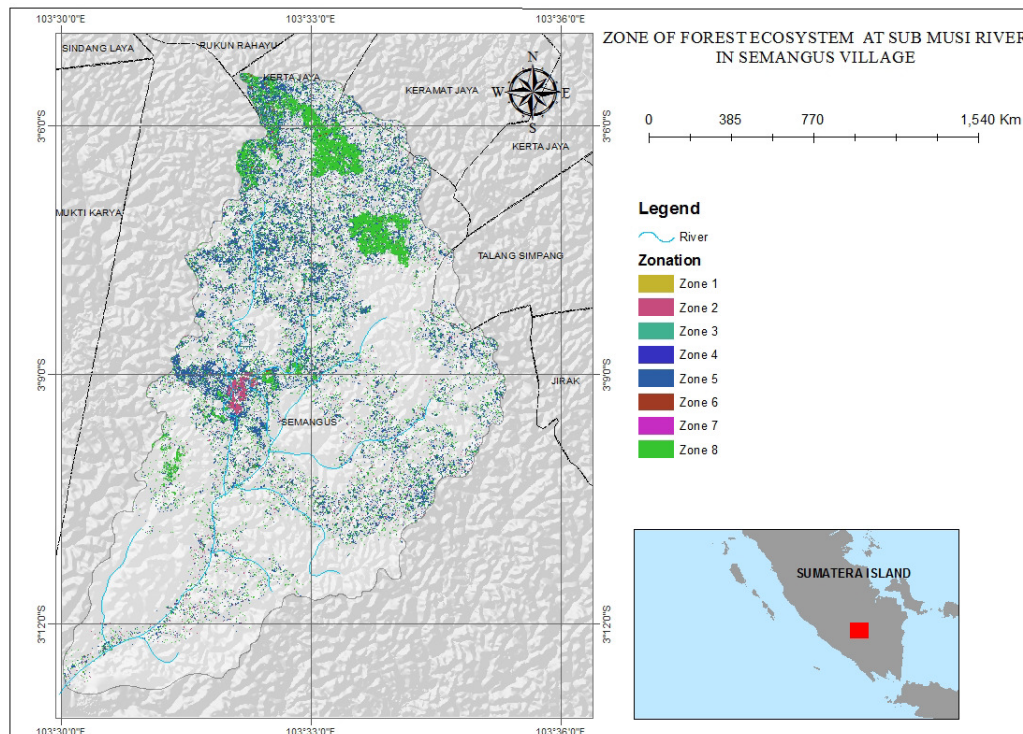 103°30'0"E 103°33'0"E 103°36'0"E
ZONE OF FOREST ECOSYSTEM AT SUB MUSI RIVER
IN SEMANGUS VILLAGE
SINDANG LAYA
RUKUN RAHAYU
KERTA JAYA
KERAMAT JAYA
N
W E
S
3°6'0"S 3°6'0"S
0 385 770 1,540 Km
KERTA JAYA
MUKTI KARYA
TALANG SIMPANG
Legend
River
Zonation
Zone 1
Zone 2
Zone 3
Zone 4
Zone 5
Zone 6
Zone 7
Zone 8
3°9'0"S 3°9'0"S
JIRAK
SEMANGUS
SUMATERA ISLAND
3°12'0"S 3°12'0"S
103°30'0"E 103°33'0"E 103°36'0"E